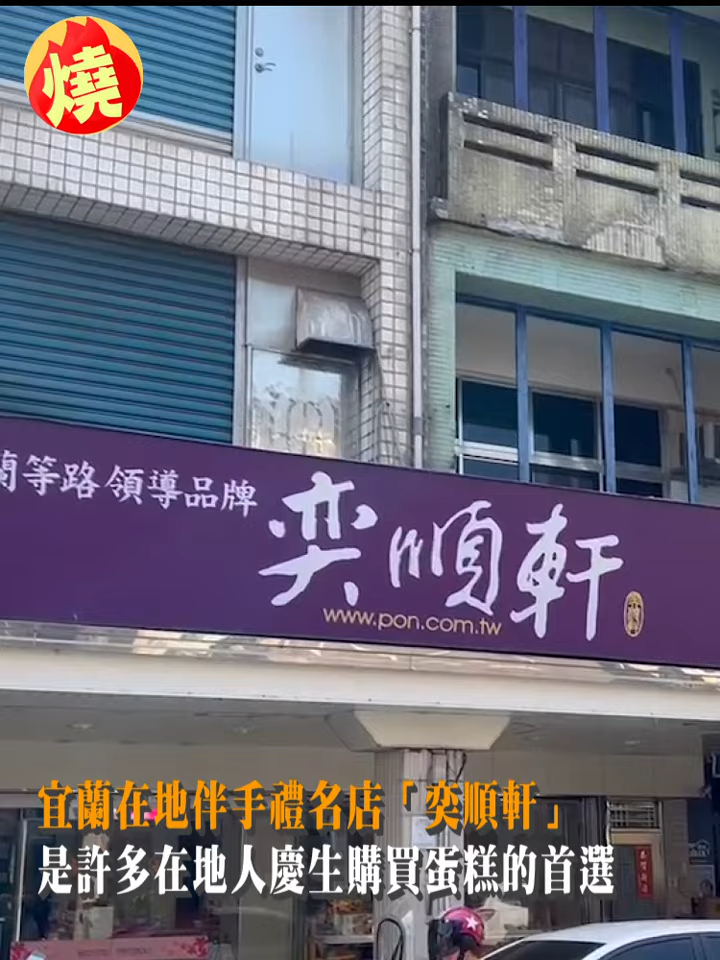 燒
蘭等路領導品牌
奕順軒
www.pon.com.tw
宜蘭在地伴手禮名店「奕順軒」
是許多在地人慶生購買蛋糕的首選